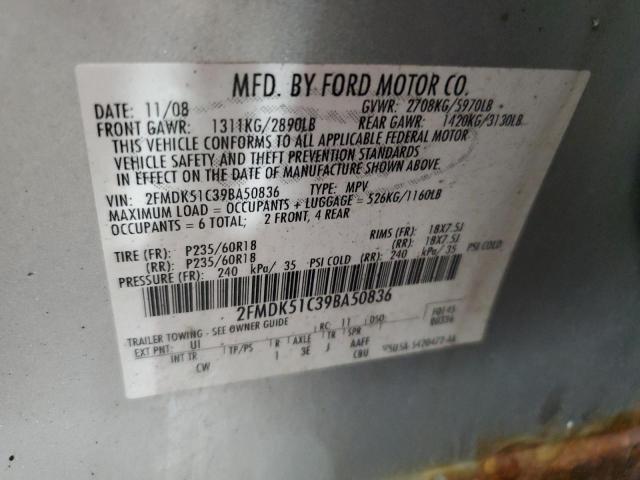 MFD. BY FORD MOTOR CO.
DATE: 11/08 GVWR: 2708KG/5970LB
FRONT GAWR: 1311KG/2890LB REAR GAWR: 1420KG/3130LB
THIS VEHICLE CONFORMS TO ALL APPLICABLE FEDERAL MOTOR
VEHICLE SAFETY AND THEFT PREVENTION STANDARDS
IN EFFECT ON THE DATE OF MANUFACTURE SHOWN ABOVE.
VIN: 2FMDK51C39BA50836 TYPE: MPV
MAXIMUM LOAD = OCCUPANTS + LUGGAGE = 526KG/1160LB
OCCUPANTS = 6 TOTAL; 2 FRONT, 4 REAR
TIRE (FR): P235/60R18 RIMS (FR): 18X7.5J
(RR): P235/60R18 (RR): 18X7.5J
PRESSURE (FR): 240 kPa/ 35 PSI COLD (RR): 240 kPa/ 35 PSI COLD
2FMDK51C39BA50836
F0145
TRAILER TOWING - SEE OWNER GUIDE RC: 11 DSO:
EXT PNT: UI INT TR TP/PS R AXLE TR SPR
CW 1 3E J AAFF
CBU